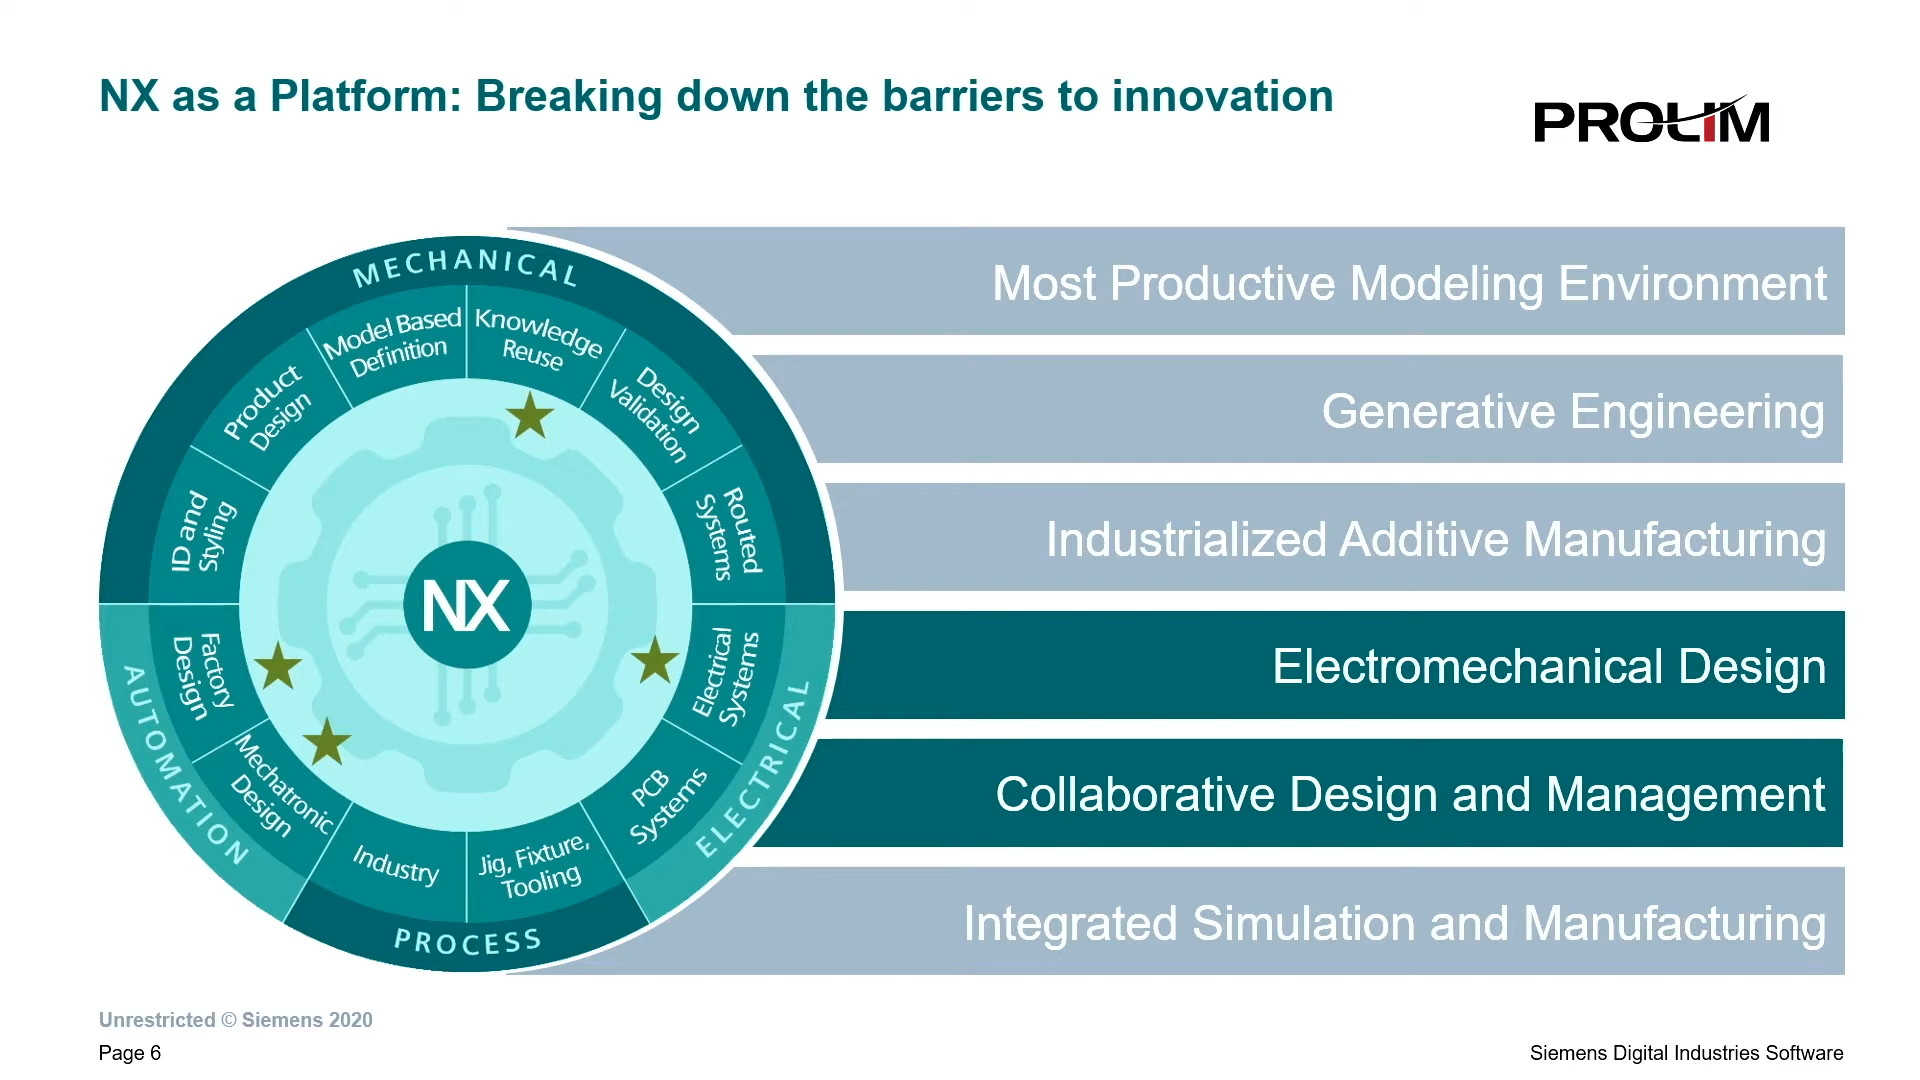 NX as a Platform: Breaking down the barriers to innovation
PROLIM
MECHANICAL
Model Based
Definition
Knowledge
Reuse
Design
Validation
Product
Design
Routed
Systems
ID and
Styling
NX
Factory
Design
Electrical
Systems
AUTOMATION
Mechatronic
Design
PCB
Systems
ELECTRICAL
Industry
Jig, Fixture,
Tooling
PROCESS
Most Productive Modeling Environment
Generative Engineering
Industrialized Additive Manufacturing
Electromechanical Design
Collaborative Design and Management
Integrated Simulation and Manufacturing
Unrestricted © Siemens 2020
Page 6
Siemens Digital Industries Software